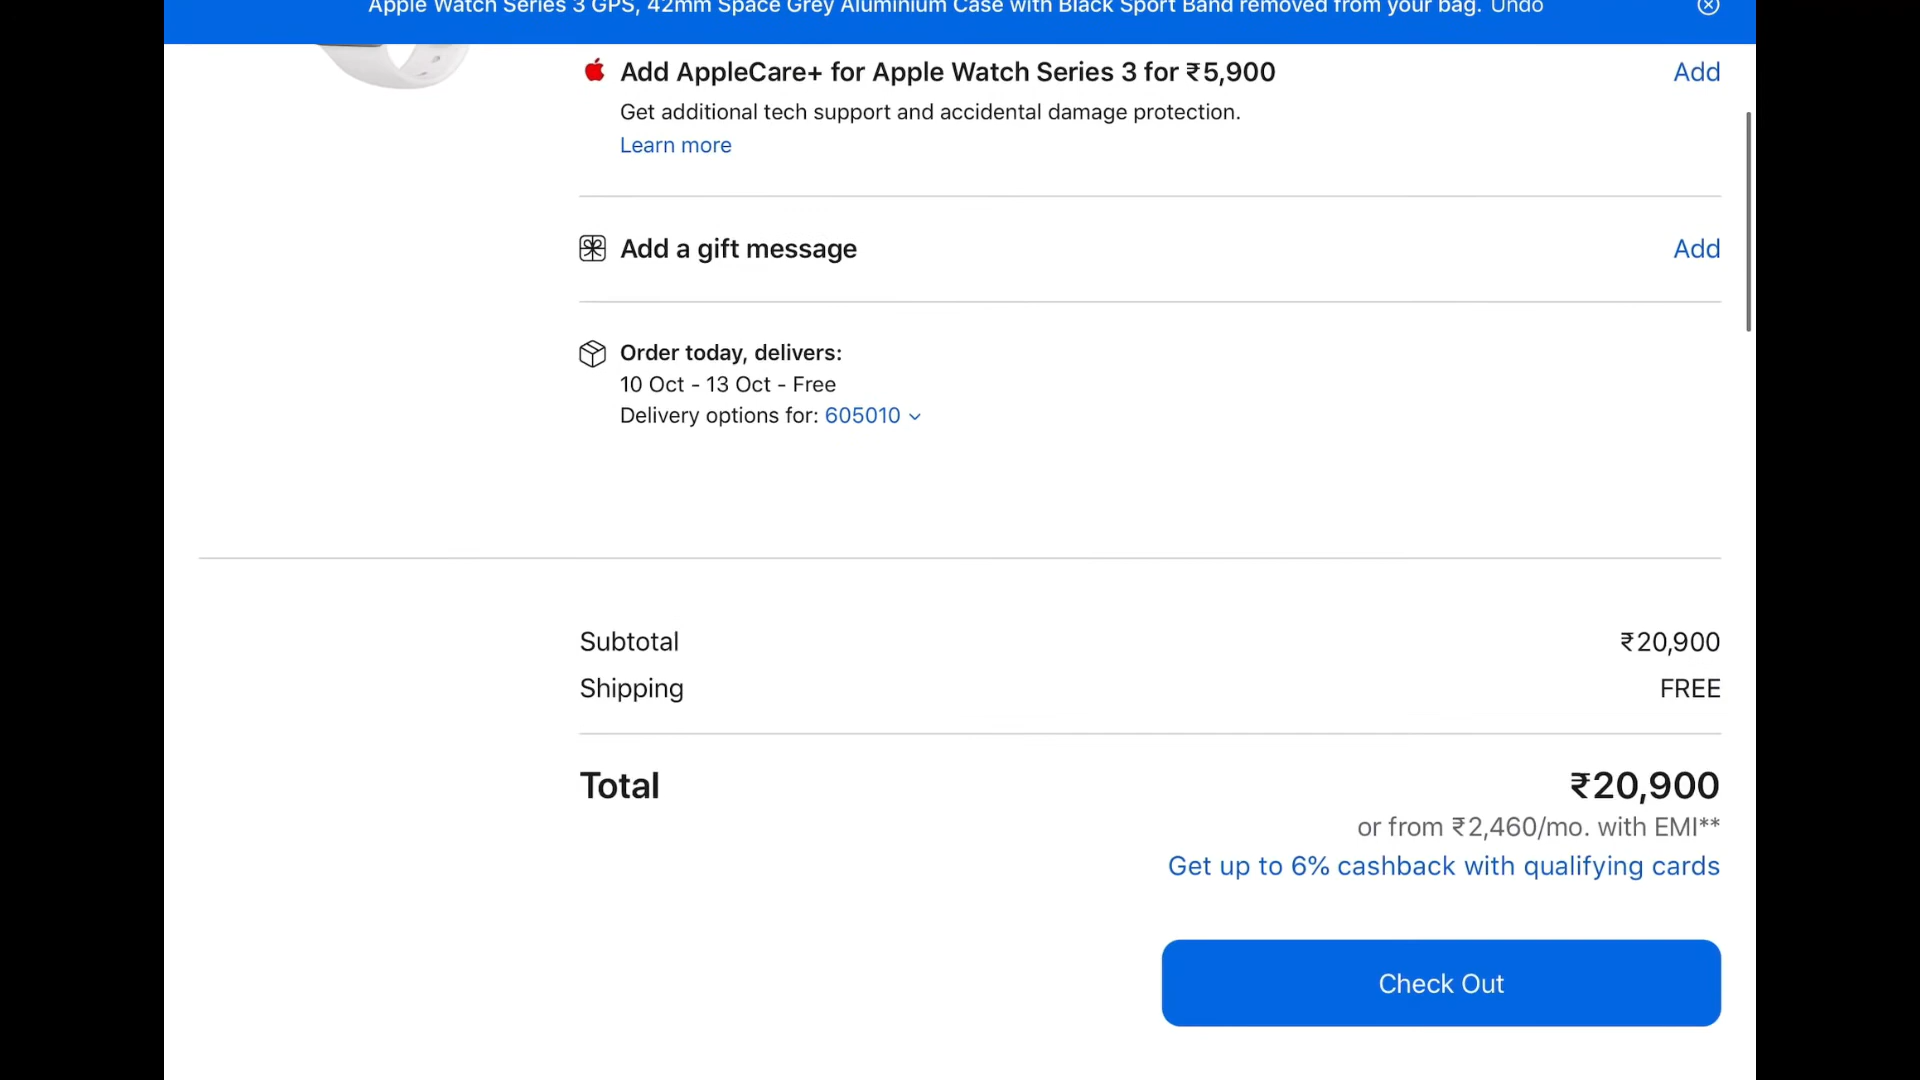 Apple Watch Series 3 GPS, 42mm Space Grey Aluminium Case with Black Sport Band removed from your bag. Undo
Add AppleCare+ for Apple Watch Series 3 for ₹5,900
Add
Get additional tech support and accidental damage protection.
Learn more
Add a gift message
Add
Order today, delivers:
10 Oct - 13 Oct - Free
Delivery options for: 605010
Subtotal
₹20,900
Shipping
FREE
Total
₹20,900
or from ₹2,460/mo. with EMI**
Get up to 6% cashback with qualifying cards
Check Out